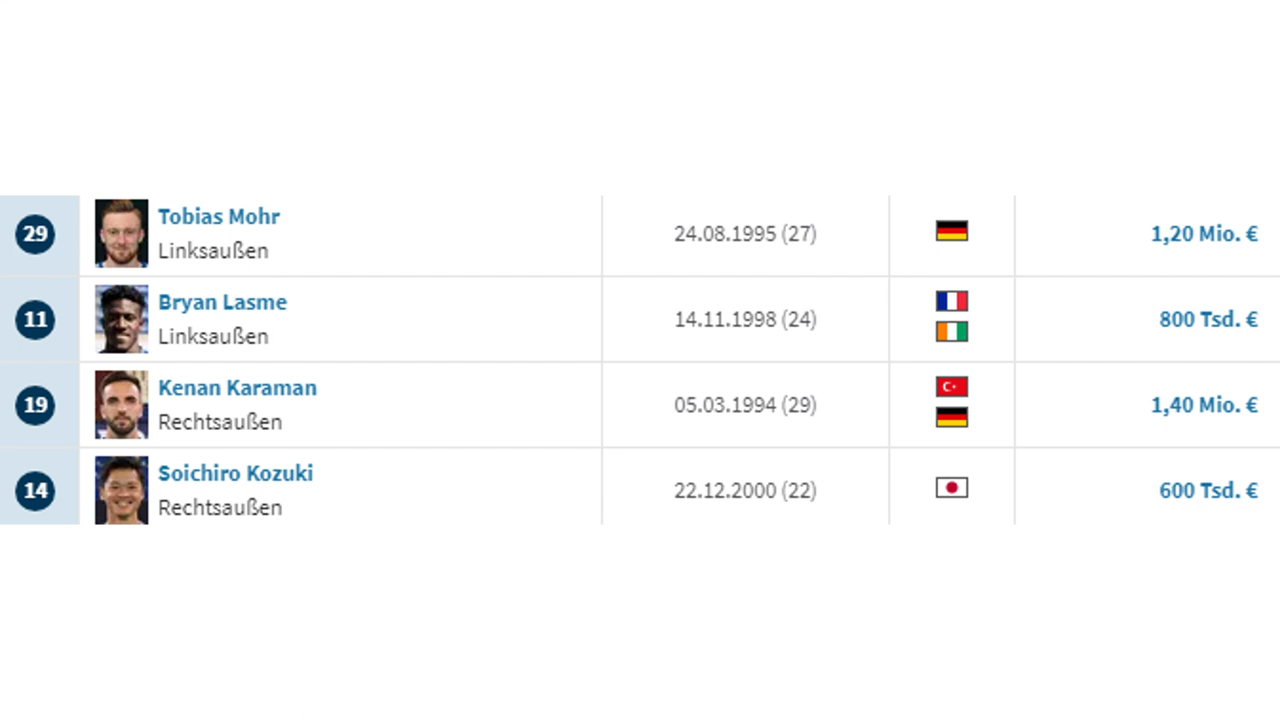 29
Tobias Mohr
Linksaußen
24.08.1995 (27)
1,20 Mio. €
11
Bryan Lasme
Linksaußen
14.11.1998 (24)
800 Tsd. €
19
Kenan Karaman
Rechtsaußen
05.03.1994 (29)
1,40 Mio. €
14
Soichiro Kozuki
Rechtsaußen
22.12.2000 (22)
600 Tsd. €